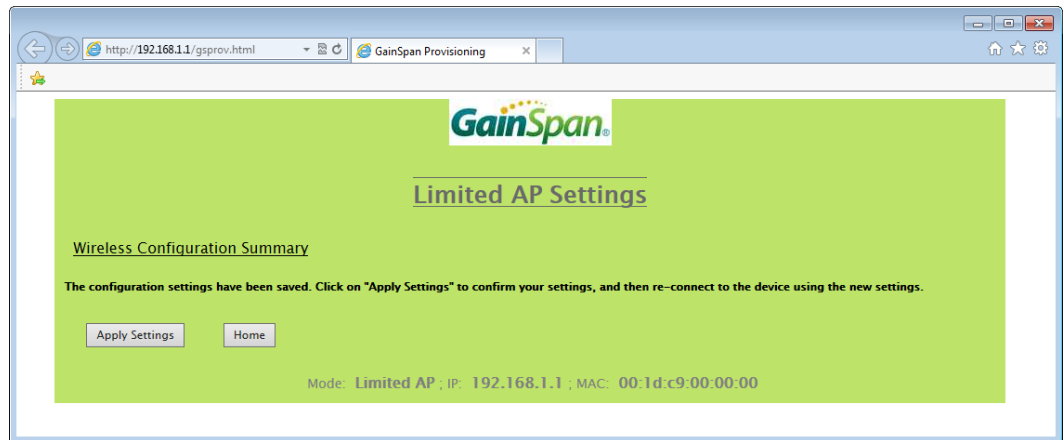 http://192.168.1.1/gsprov.html
GainSpan Provisioning
GainSpan®
Limited AP Settings
Wireless Configuration Summary
The configuration settings have been saved. Click on "Apply Settings" to confirm your settings, and then re-connect to the device using the new settings.
Apply Settings
Home
Mode: Limited AP ; IP: 192.168.1.1 ; MAC: 00:1d:c9:00:00:00